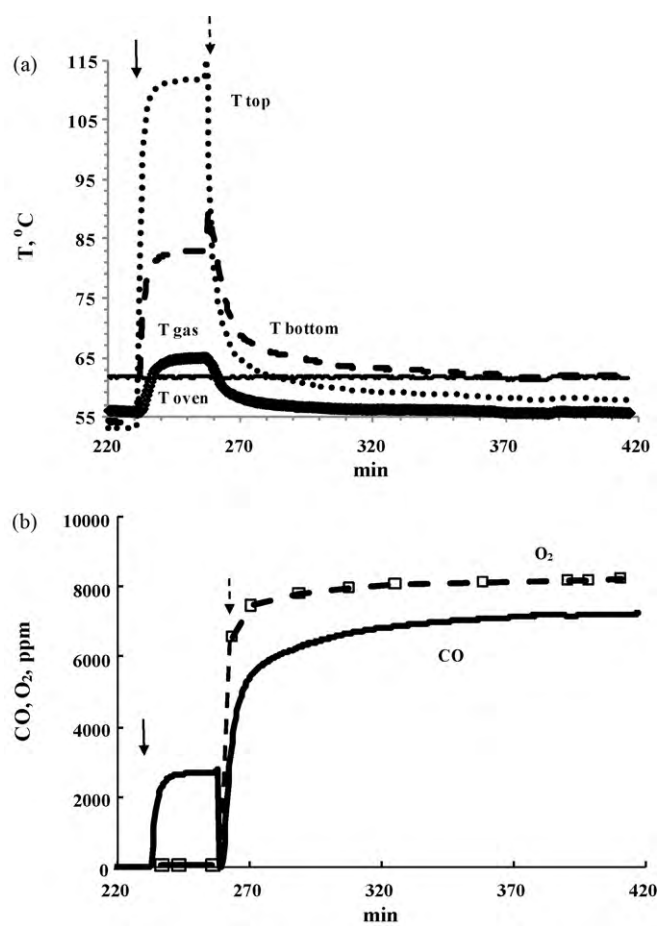 (a)
115
105
95
85
75
65
55
T, °C
T top
T gas
T bottom
T oven
220 270 320 370 420
min
(b)
10000
8000
6000
4000
2000
0
CO, O₂, ppm
O₂
CO
220 270 320 370 420
min